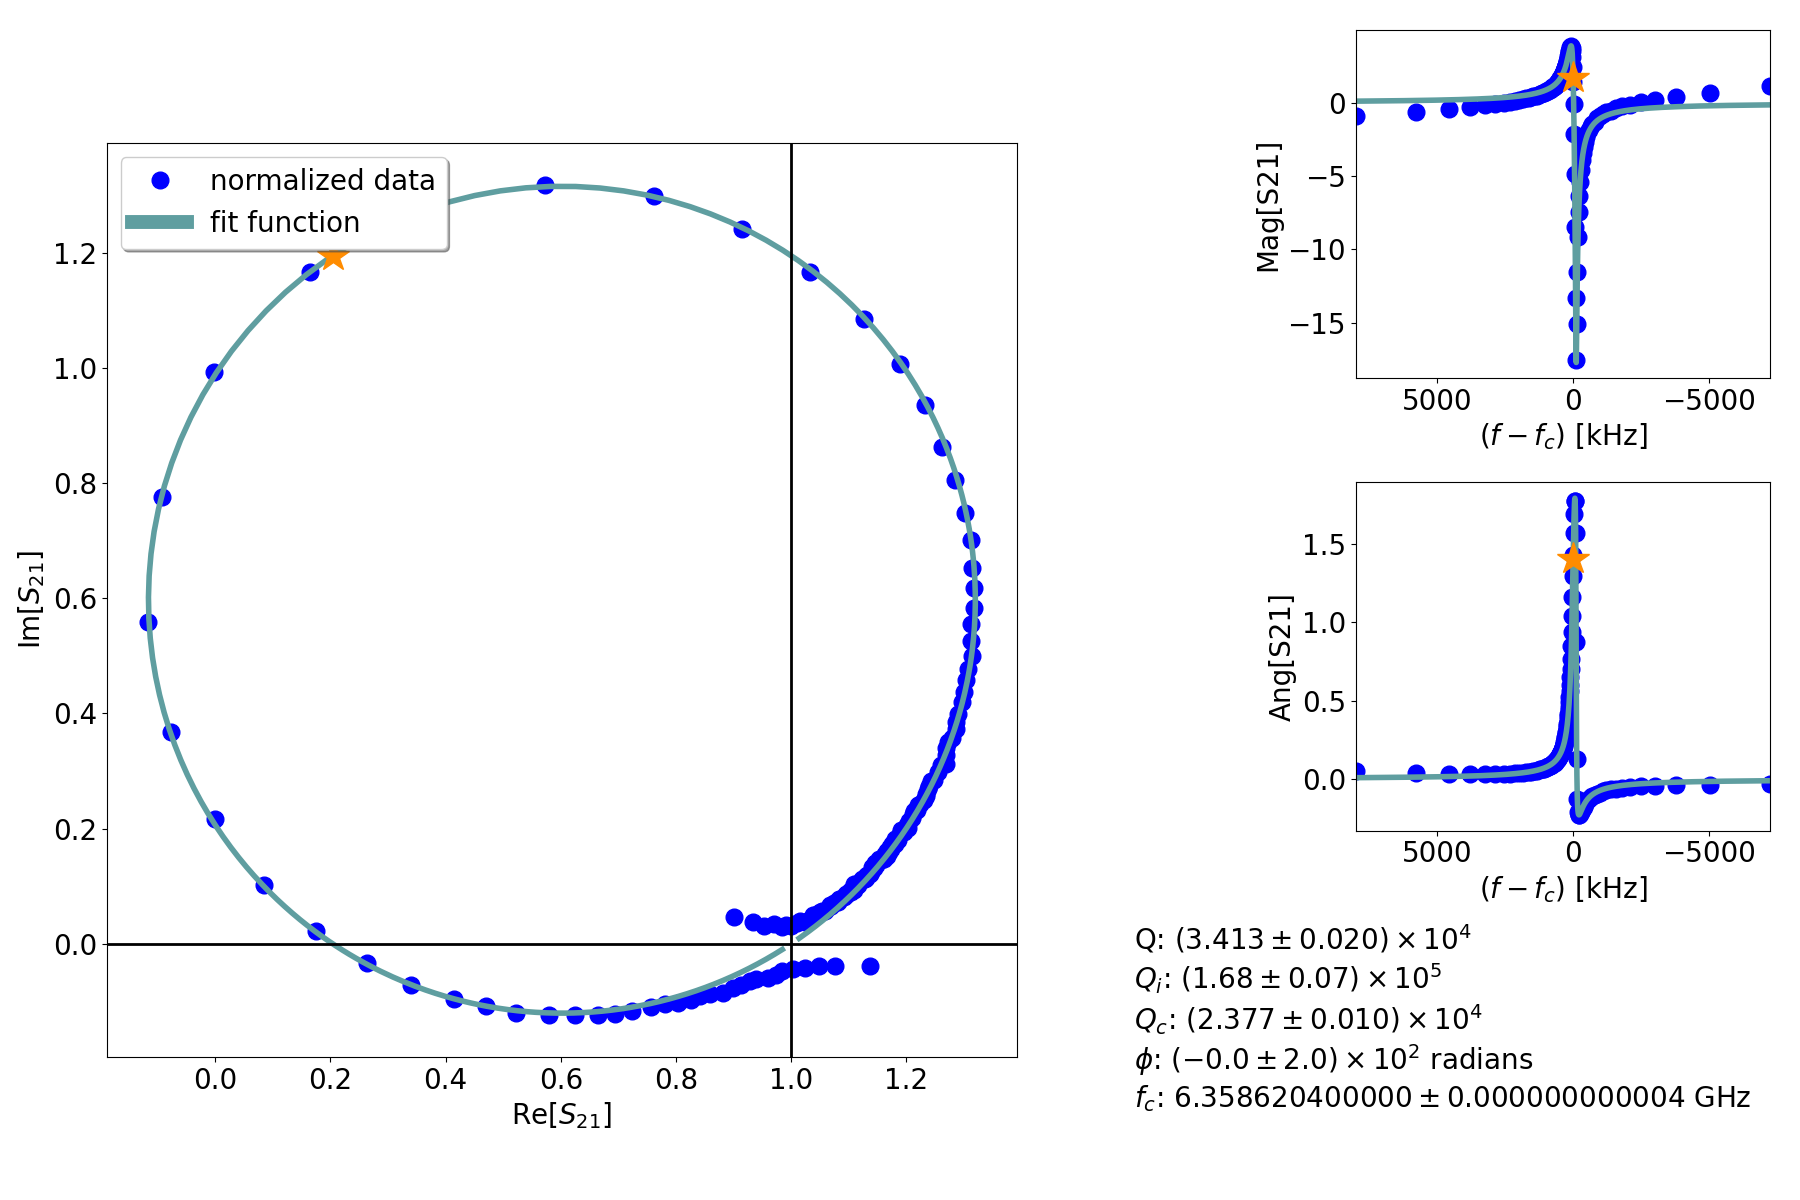 normalized data
fit function
Im[S21]
1.2
1.0
0.8
0.6
0.4
0.2
0.0
0.0 0.2 0.4 0.6 0.8 1.0 1.2
Re[S21]
Mag[S21]
0
−5
−10
−15
5000 0 −5000
(f − fc) [kHz]
Ang[S21]
1.5
1.0
0.5
0.0
5000 0 −5000
(f − fc) [kHz]
Q: (3.413 ± 0.020) × 10^4
Qi: (1.68 ± 0.07) × 10^5
Qc: (2.377 ± 0.010) × 10^4
ϕ: (−0.0 ± 2.0) × 10^2 radians
fc: 6.358620400000 ± 0.000000000004 GHz